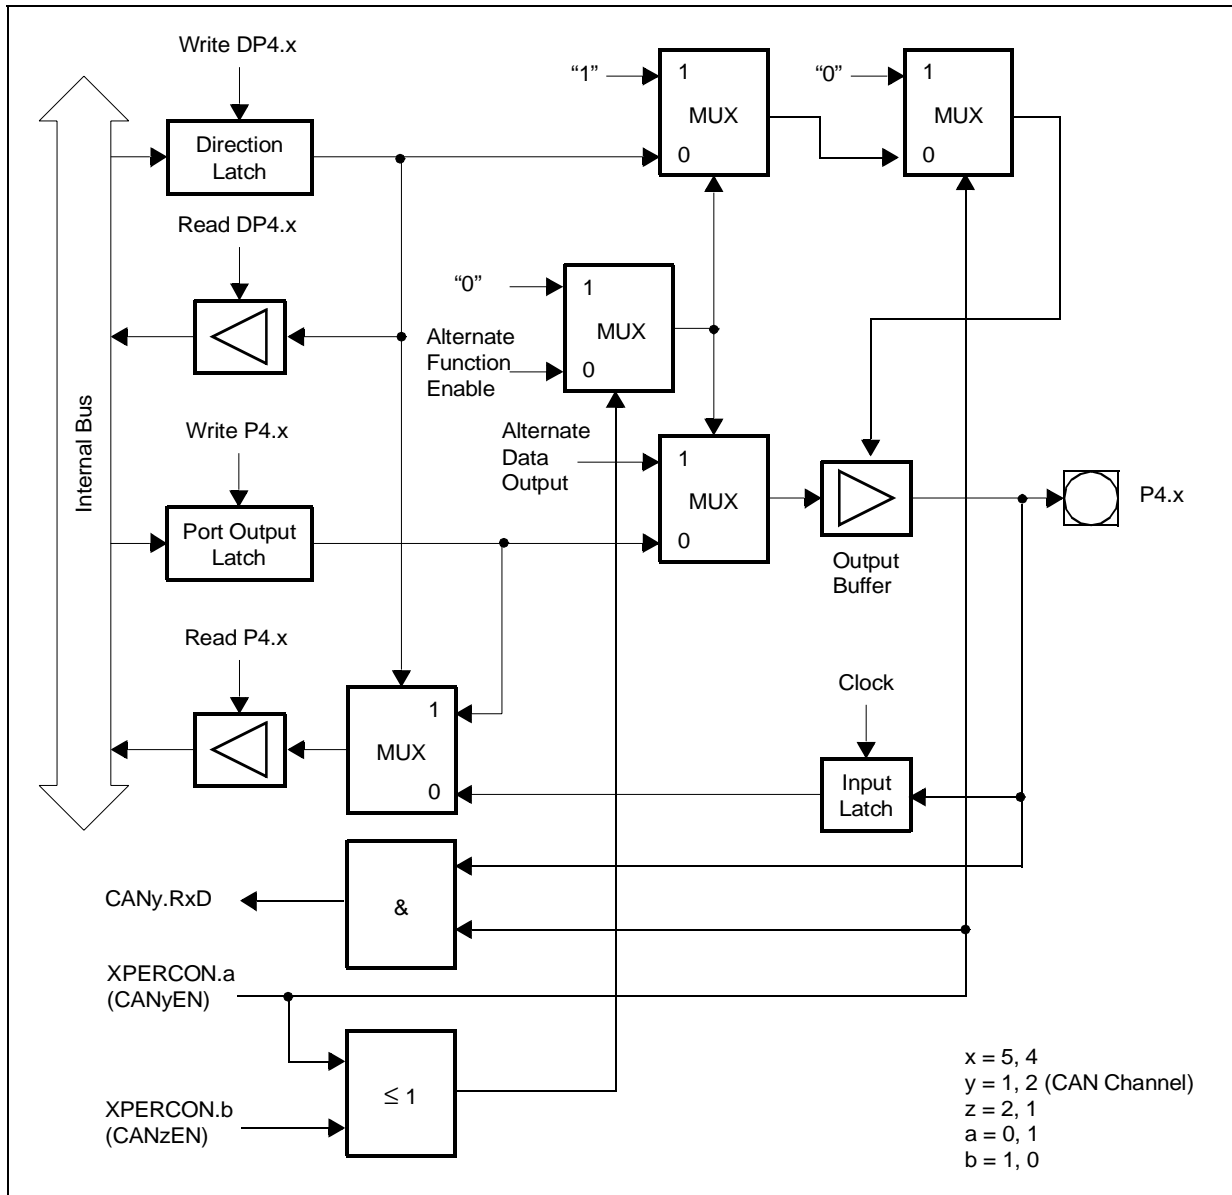 Write DP4.x
“1”
1
MUX
0
“0”
1
MUX
0
Direction
Latch
Read DP4.x
“0”
1
MUX
0
Alternate
Function
Enable
Internal Bus
Write P4.x
Alternate
Data
Output
1
MUX
0
P4.x
Port Output
Latch
Output
Buffer
Read P4.x
Clock
1
MUX
0
Input
Latch
CANy.RxD
&
XPERCON.a
(CANyEN)
≤ 1
XPERCON.b
(CANzEN)
x = 5, 4
y = 1, 2 (CAN Channel)
z = 2, 1
a = 0, 1
b = 1, 0